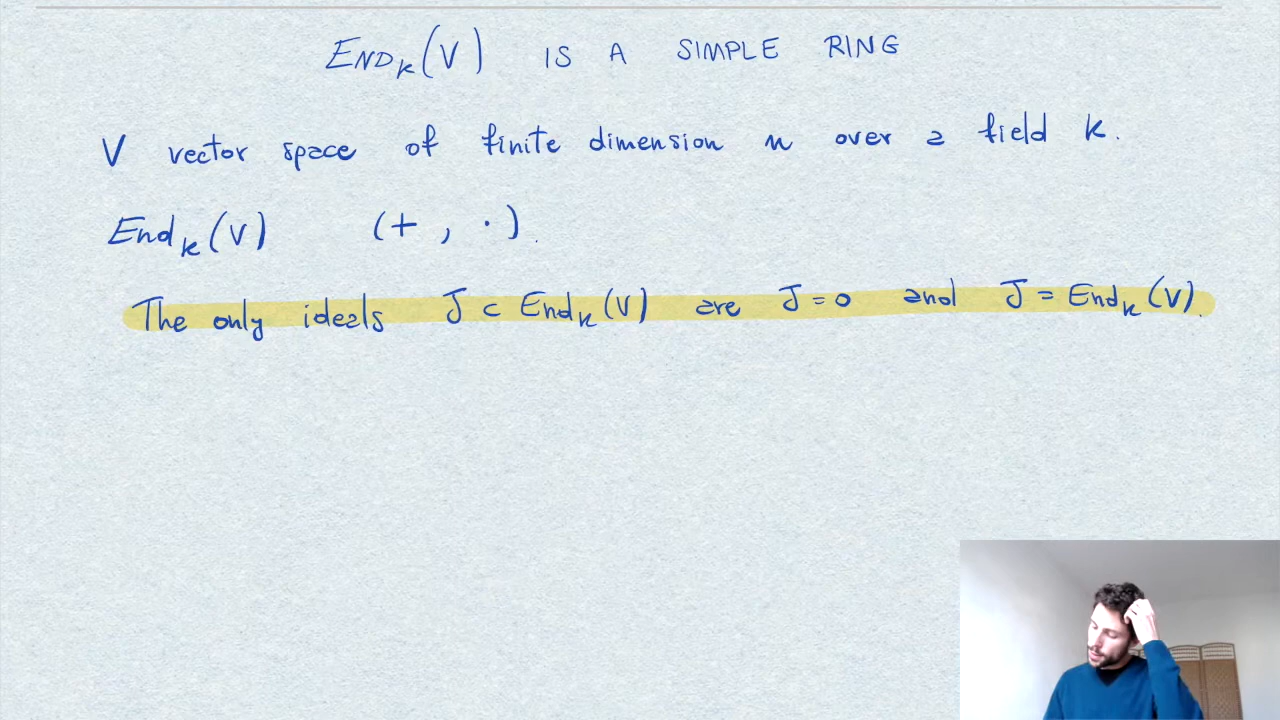 END_k(V) IS A SIMPLE RING
V vector space of finite dimension n over a field k.
End_k(V) (+, ·).
The only ideals J ⊂ End_k(V) are J = 0 and J = End_k(V).